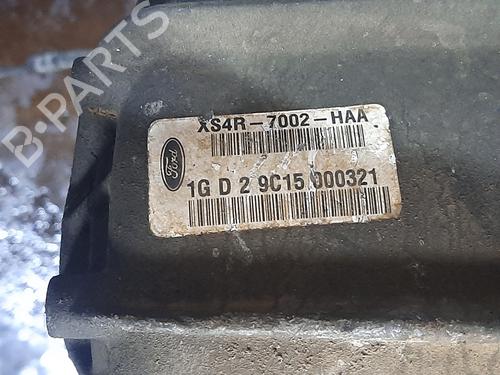 B-PARTS
XS4R-7002-HAA
Ford
1G D 2 9C15 000321